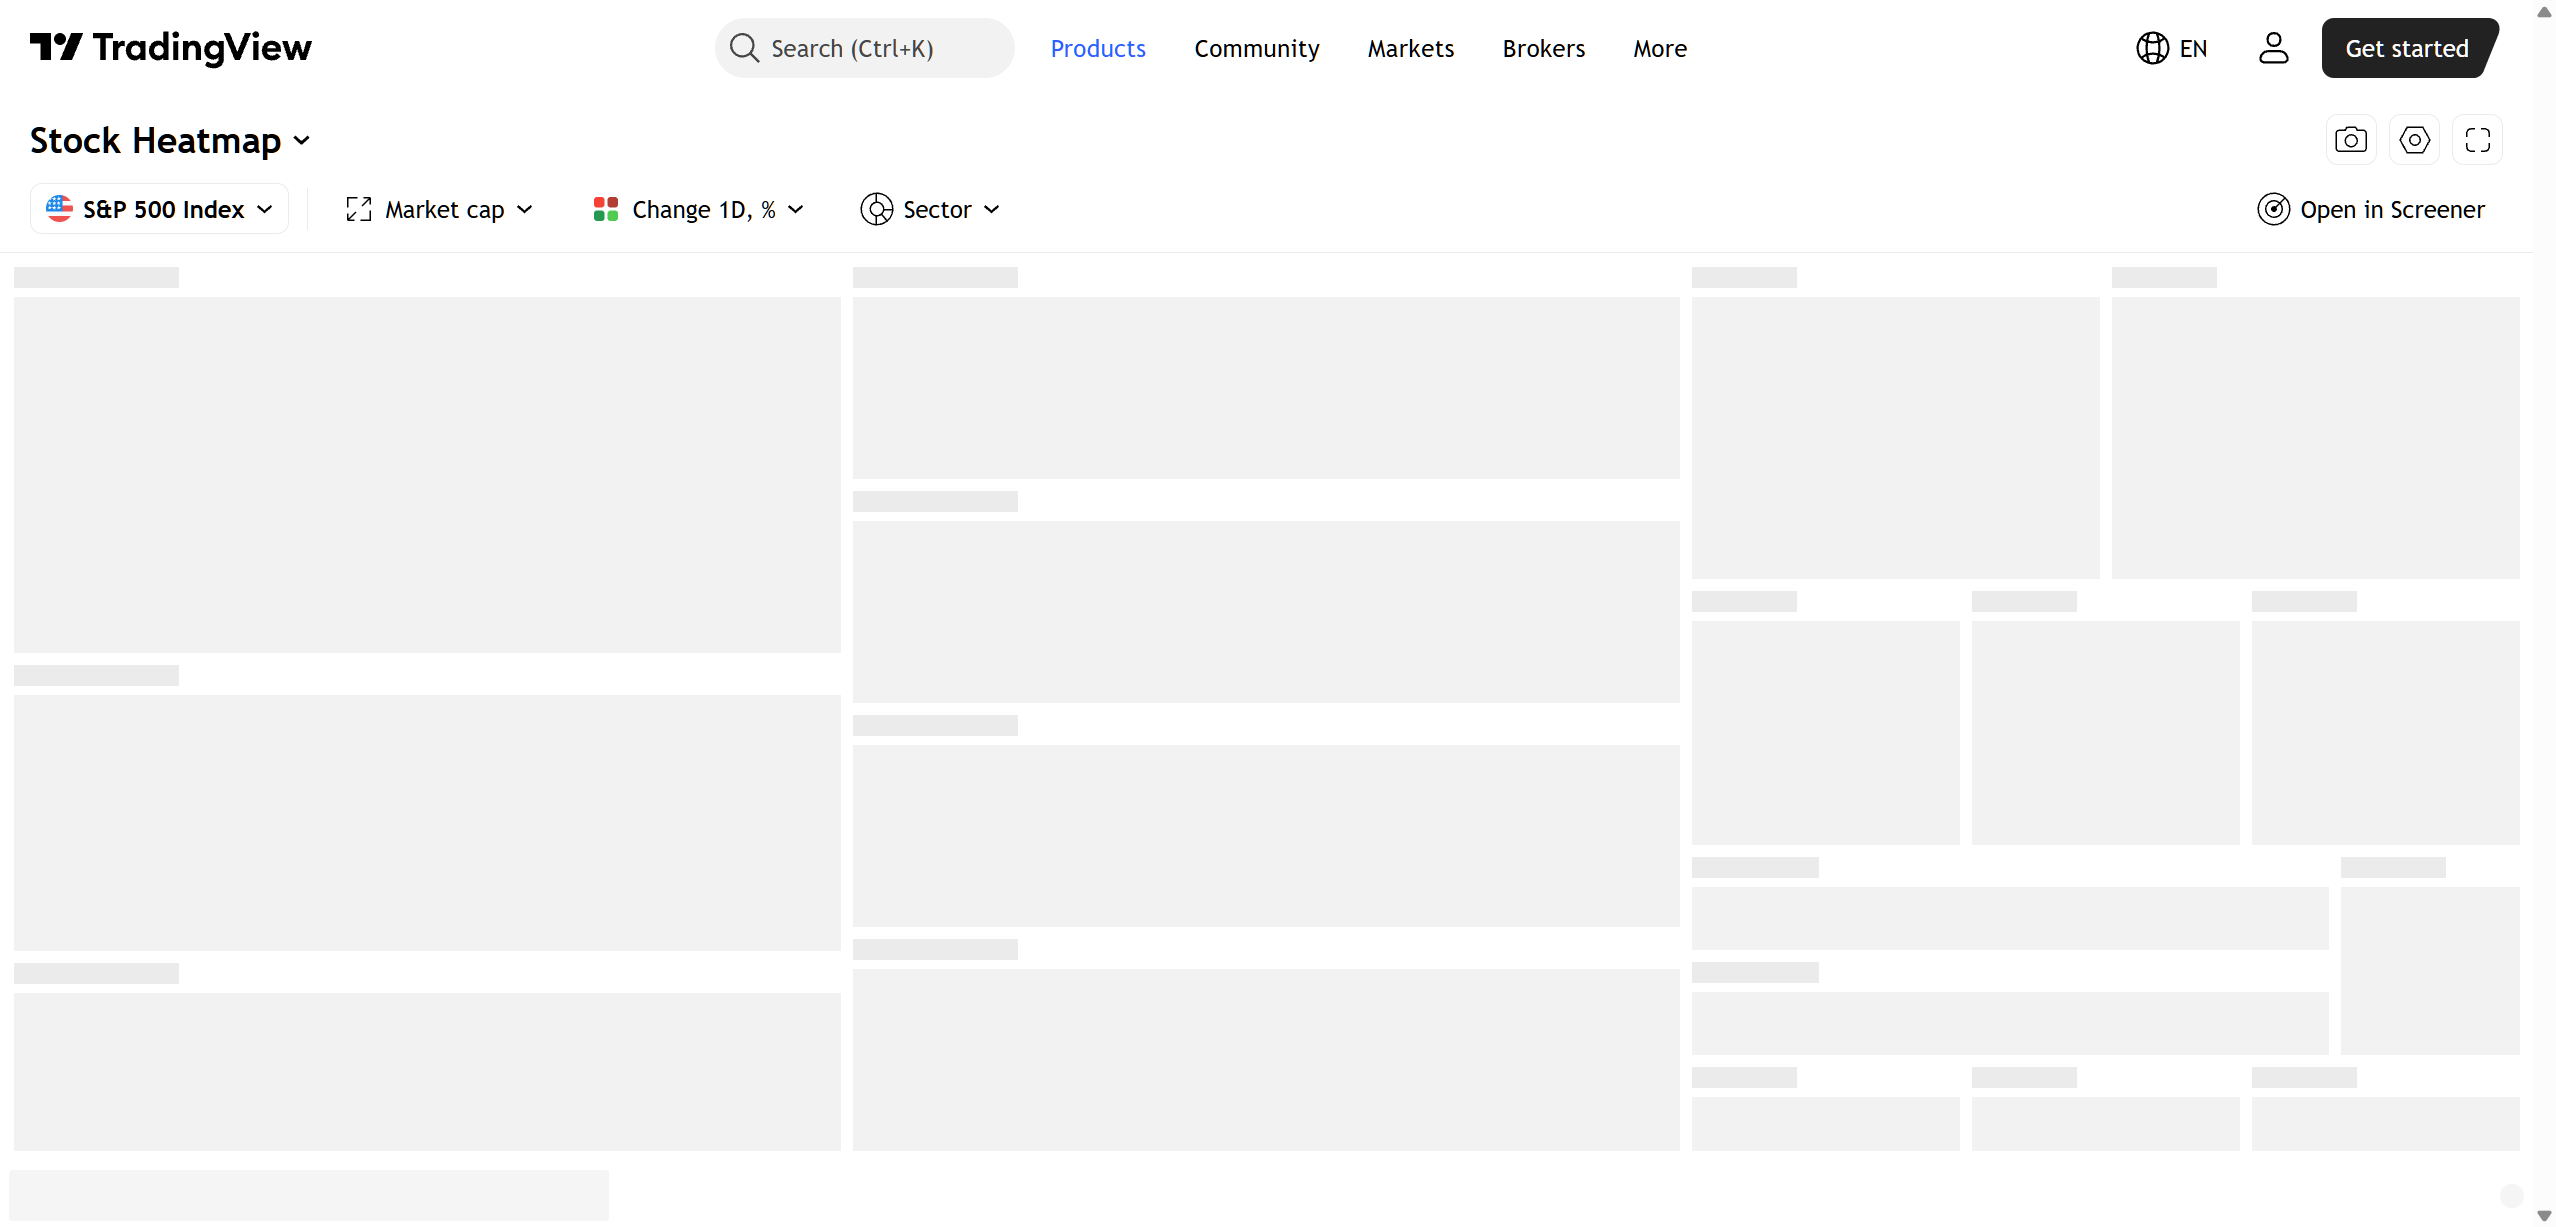 TradingView
Search (Ctrl+K)
Products
Community
Markets
Brokers
More
EN
Get started
Stock Heatmap
S&P 500 Index
Market cap
Change 1D, %
Sector
Open in Screener